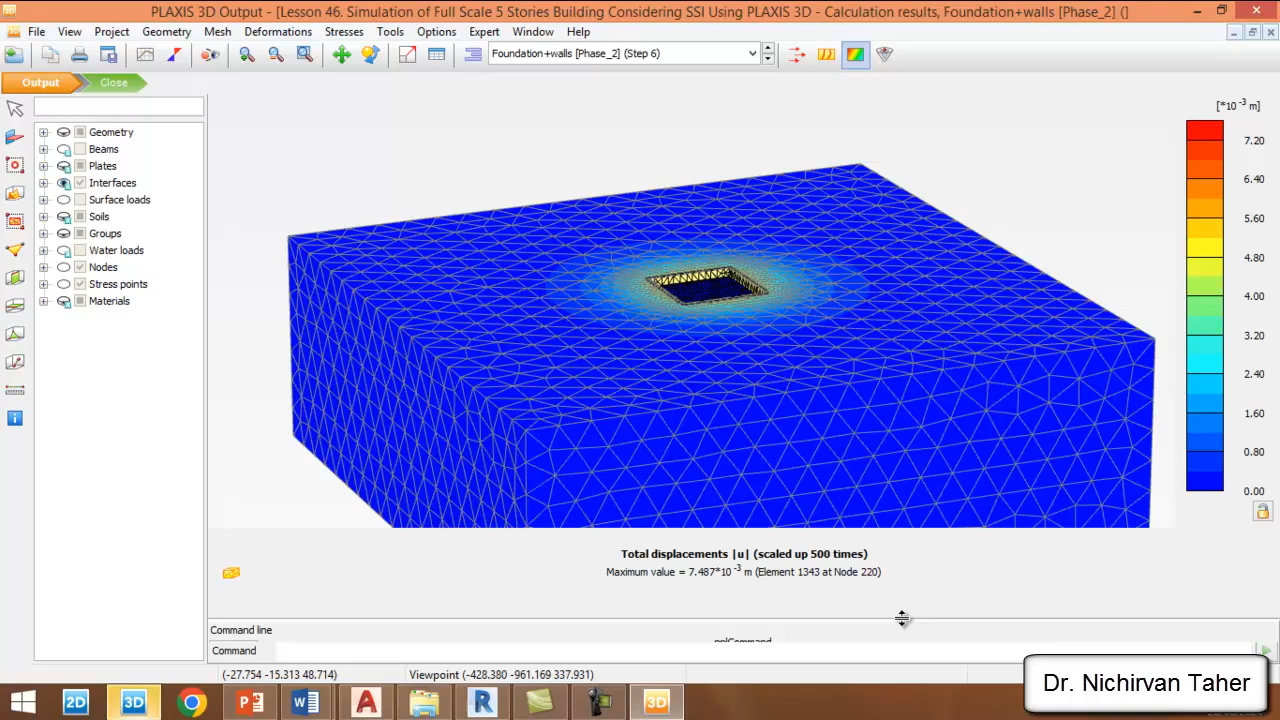 PLAXIS 3D Output - [Lesson 46. Simulation of Full Scale 5 Stories Building Considering SSI Using PLAXIS 3D - Calculation results, Foundation+walls [Phase_2] (]
File View Project Geometry Mesh Deformations Stresses Tools Options Expert Window Help
Foundation+walls [Phase_2] (Step 6)
Output Close
[*10 -3 m]
Geometry
Beams
Plates
Interfaces
Surface loads
Soils
Groups
Water loads
Nodes
Stress points
Materials
7.20
6.40
5.60
4.80
4.00
3.20
2.40
1.60
0.80
0.00
Total displacements |u| (scaled up 500 times)
Maximum value = 7.487*10 -3 m (Element 1343 at Node 220)
Command line
Command
(-27.754 -15.313 48.714) Viewpoint (-428.380 -961.169 337.931)
Dr. Nichirvan Taher
2D 3D P W A R 3D